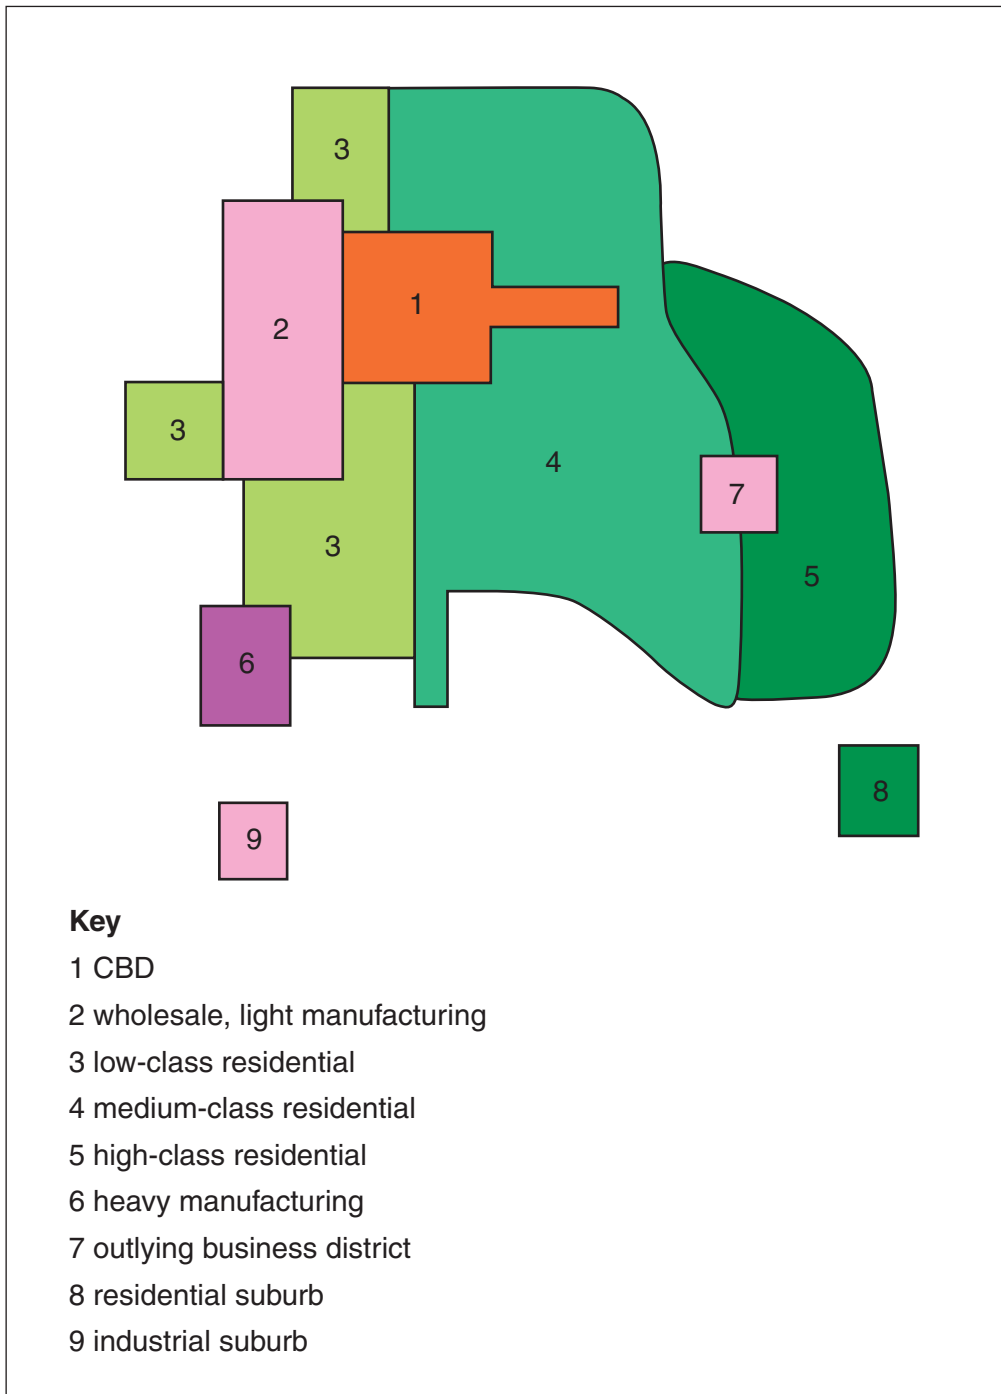 3
1
2
3
4
7
3
5
6
8
9
Key
1 CBD
2 wholesale, light manufacturing
3 low-class residential
4 medium-class residential
5 high-class residential
6 heavy manufacturing
7 outlying business district
8 residential suburb
9 industrial suburb